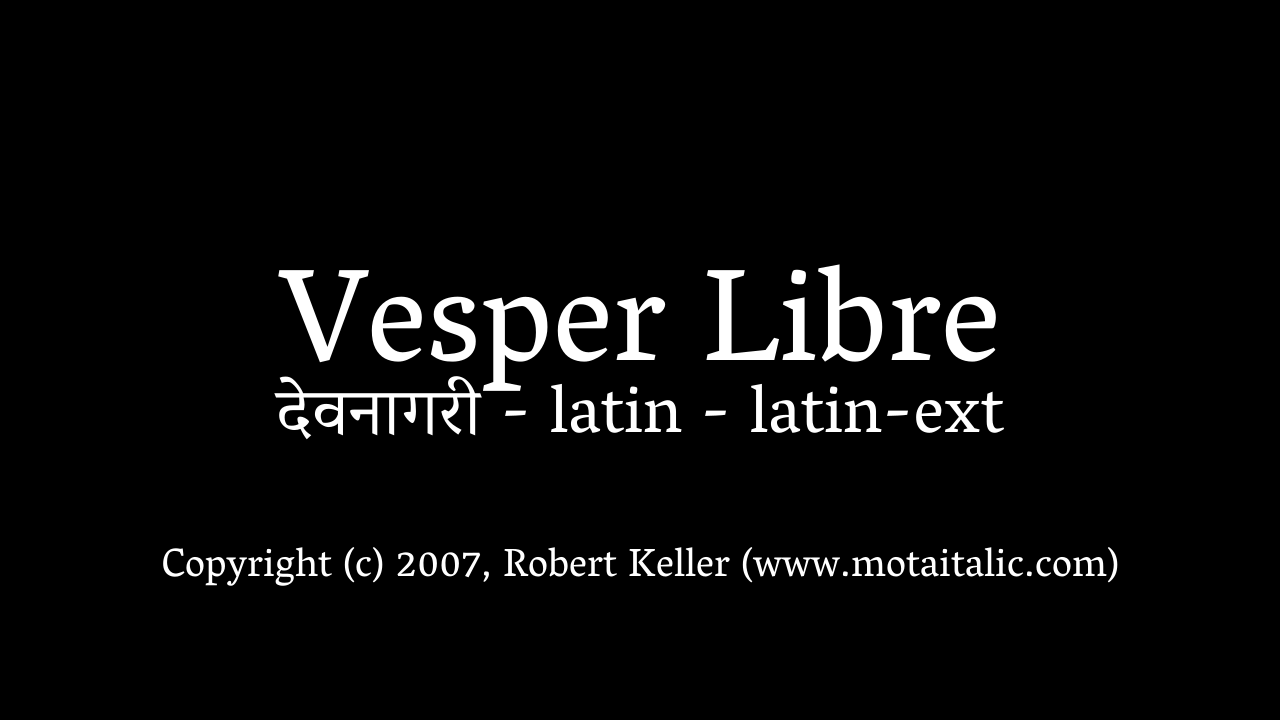 Vesper Libre
देवनागरी - latin - latin-ext
Copyright (c) 2007, Robert Keller (www.motaitalic.com)